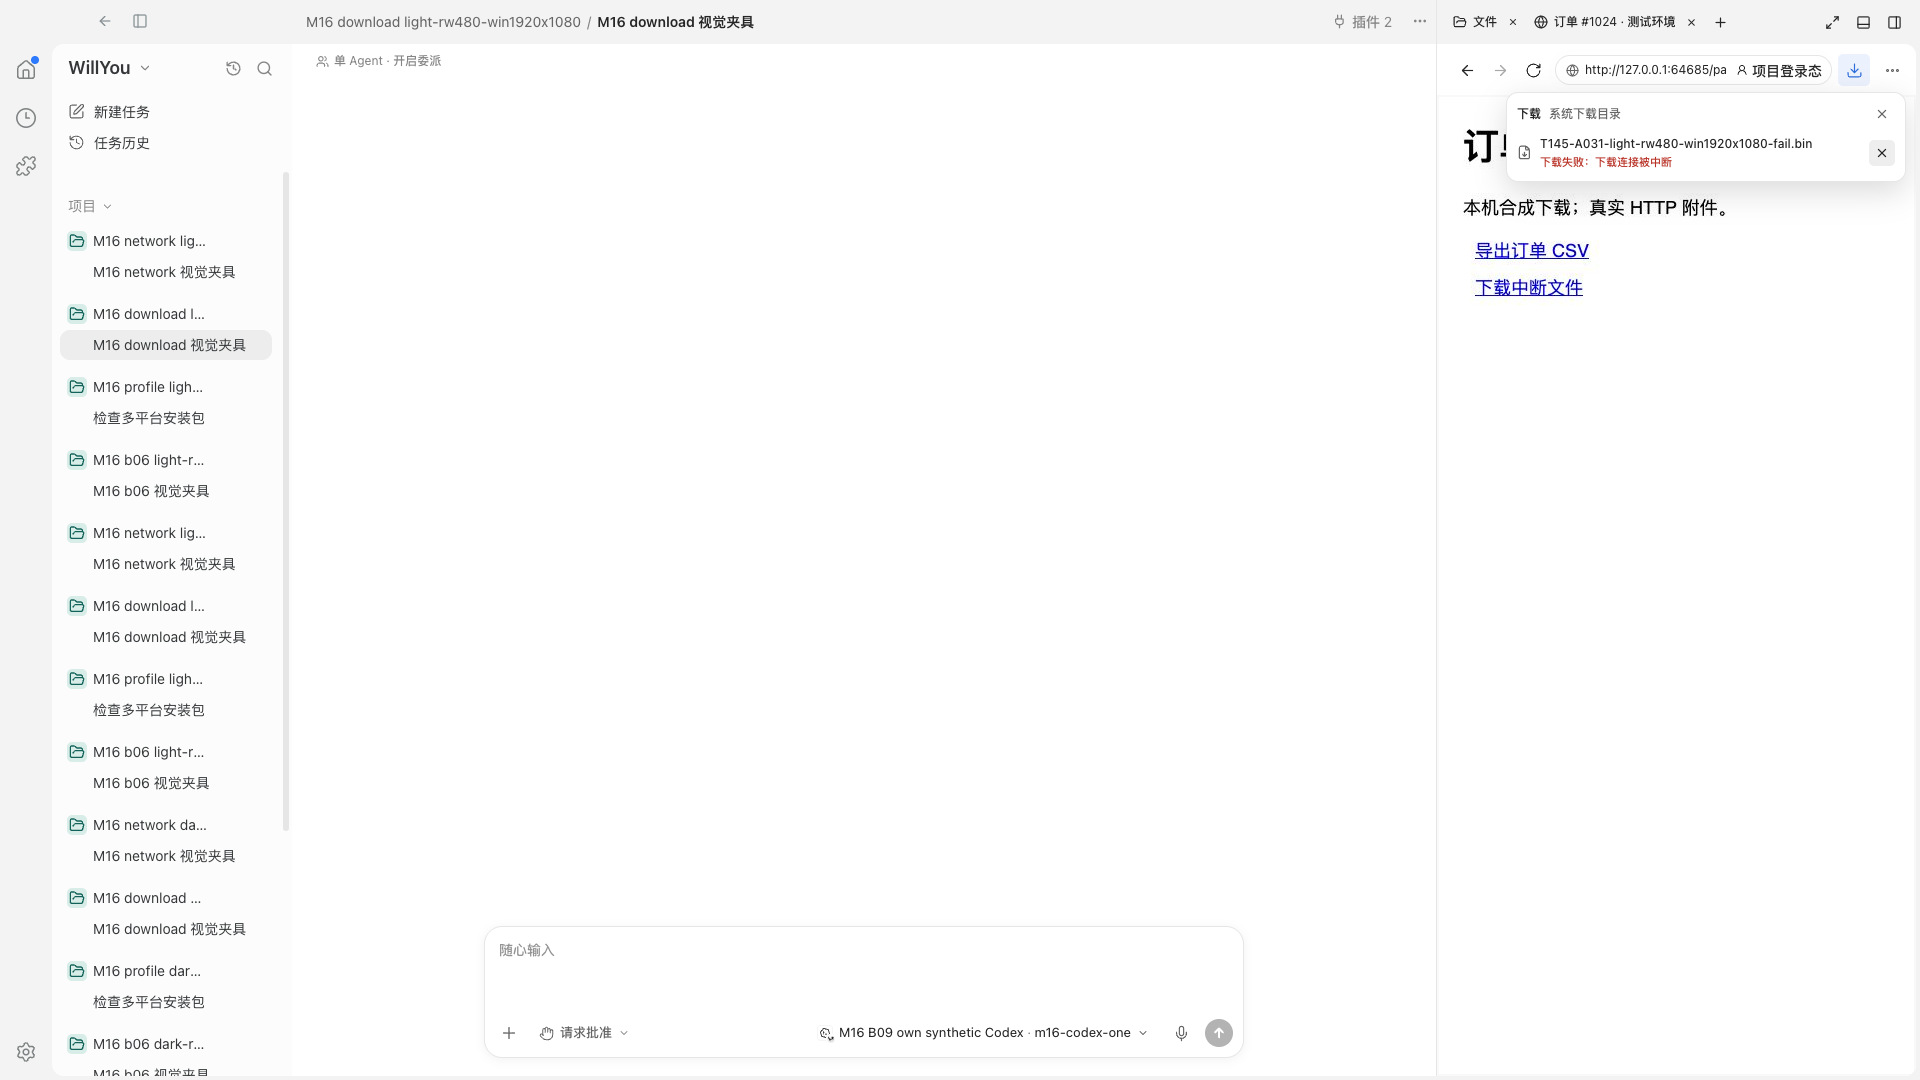 M16 download light-rw480-win1920x1080 / M16 download 视觉夹具
插件 2
文件
订单 #1024 · 测试环境
WillYou
新建任务
任务历史
项目
M16 network lig...
M16 network 视觉夹具
M16 download l...
M16 download 视觉夹具
M16 profile ligh...
检查多平台安装包
M16 b06 light-r...
M16 b06 视觉夹具
M16 network lig...
M16 network 视觉夹具
M16 download l...
M16 download 视觉夹具
M16 profile ligh...
检查多平台安装包
M16 b06 light-r...
M16 b06 视觉夹具
M16 network da...
M16 network 视觉夹具
M16 download ...
M16 download 视觉夹具
M16 profile dar...
检查多平台安装包
M16 b06 dark-r...
M16 b06 视觉夹具
单 Agent · 开启委派
随心输入
请求批准
M16 B09 own synthetic Codex · m16-codex-one
http://127.0.0.1:64685/pa
项目登录态
下载 系统下载目录
T145-A031-light-rw480-win1920x1080-fail.bin
下载失败：下载连接被中断
订
本机合成下载；真实 HTTP 附件。
导出订单 CSV
下载中断文件